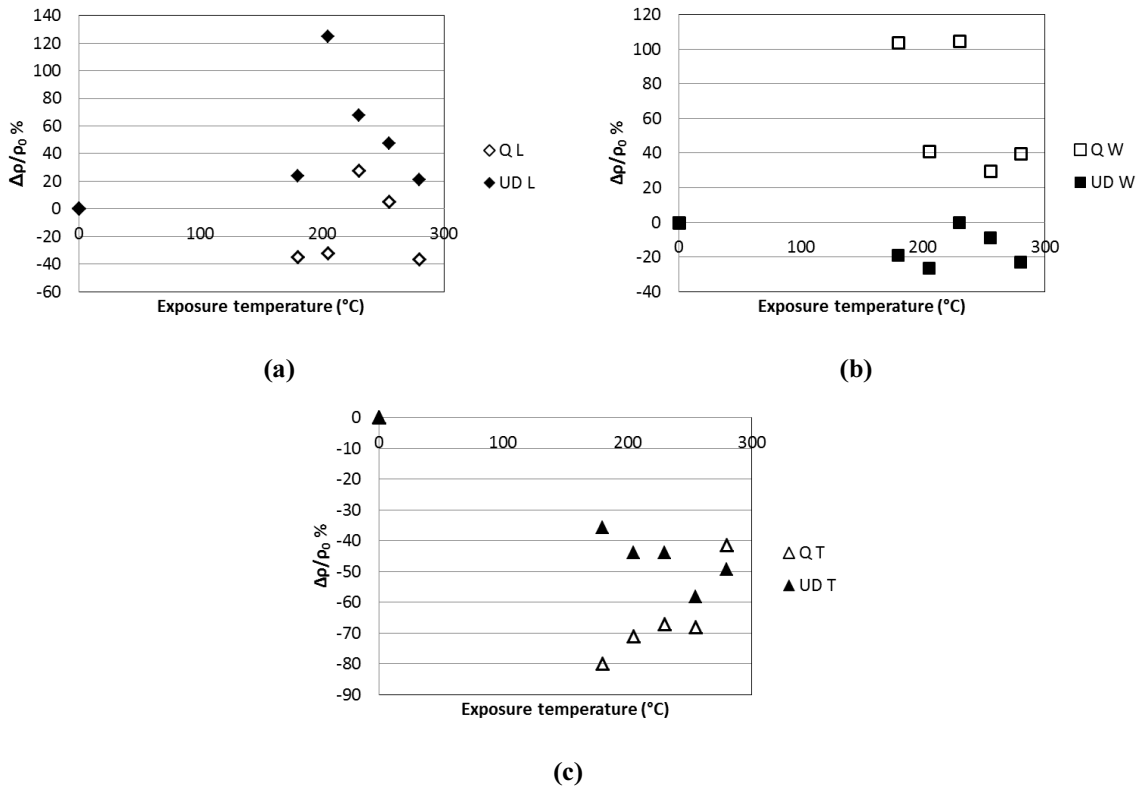 140
120
100
80
60
40
20
0
-20
-40
-60
0 100 200 300
Δρ/ρ₀ %
Exposure temperature (°C)
Q L
UD L
(a)
120
100
80
60
40
20
0
-20
-40
0 100 200 300
Δρ/ρ₀ %
Exposure temperature (°C)
Q W
UD W
(b)
0
-10
-20
-30
-40
-50
-60
-70
-80
-90
0 100 200 300
Δρ/ρ₀ %
Exposure temperature (°C)
Q T
UD T
(c)